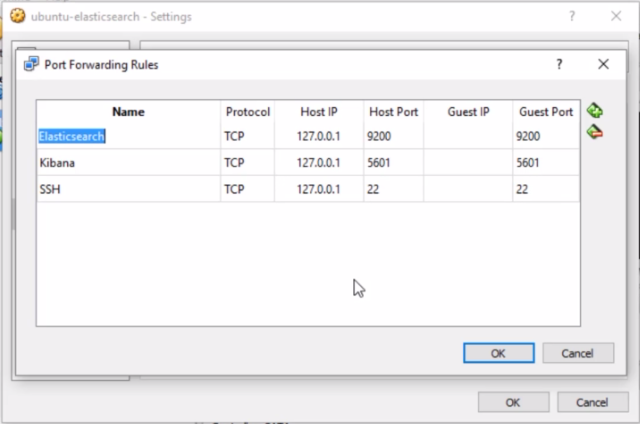 ubuntu-elasticsearch - Settings
Port Forwarding Rules
Name Protocol Host IP Host Port Guest IP Guest Port
Elasticsearch TCP 127.0.0.1 9200 9200
Kibana TCP 127.0.0.1 5601 5601
SSH TCP 127.0.0.1 22 22
OK Cancel
OK Cancel